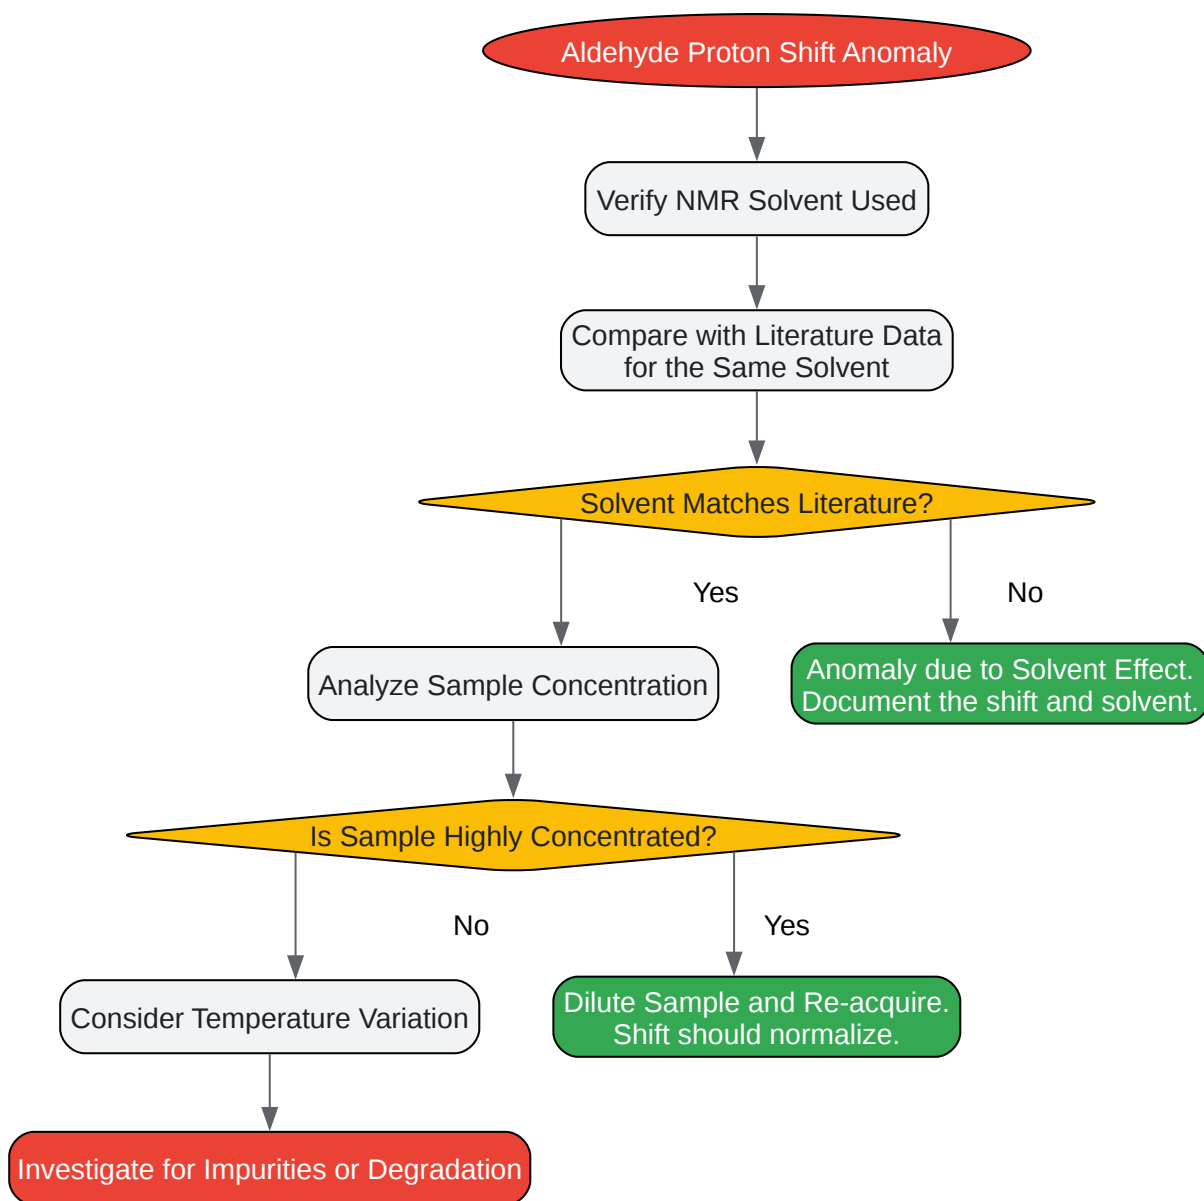 Aldehyde Proton Shift Anomaly
Verify NMR Solvent Used
Compare with Literature Data
for the Same Solvent
Solvent Matches Literature?
Yes
No
Analyze Sample Concentration
Anomaly due to Solvent Effect.
Document the shift and solvent.
Is Sample Highly Concentrated?
No
Yes
Consider Temperature Variation
Dilute Sample and Re-acquire.
Shift should normalize.
Investigate for Impurities or Degradation